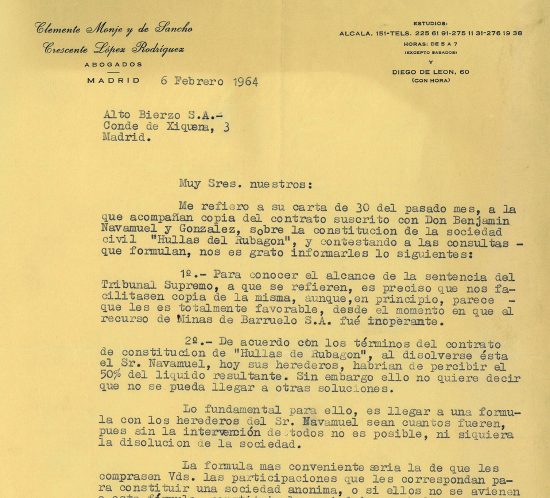 Clemente Monje y de Sancho
Crescente López Rodríguez
ABOGADOS
MADRID
ESTUDIOS:
ALCALA, 151-TELS. 225 61 91-275 11 31-276 19 38
HORAS: DE 5 A 7
(EXCEPTO SABADOS)
Y
DIEGO DE LEON, 60
(CON HORA)
6 Febrero 1964
Alto Bierzo S.A.-
Conde de Xiquena, 3
Madrid.
Muy Sres. nuestros:
Me refiero a su carta de 30 del pasado mes, a la
que acompañan copia del contrato suscrito con Don Benjamin
Navamuel y Gonzalez, sobre la constitucion de la sociedad
civil "Hullas del Rubagon", y contestando a las consultas -
que formulan, nos es grato informarles lo siguientes:
1º.- Para conocer el alcance de la sentencia del
Tribunal Supremo, a que se refieren, es preciso que nos fa-
cilitasen copia de la misma, aunque,en principio, parece -
que les es totalmente favorable, desde el momento en que al
recurso de Minas de Barruelo S.A. fué inoperante.
2º.- De acuerdo con los términos del contrato
de constitucion de "Hullas de Rubagon", al disolverse ésta
el Sr. Navamuel, hoy sus herederos, habrian de percibir el
50% del liquido resultante. Sin embargo ello no quiere decir
que no se pueda llegar a otras soluciones.
Lo fundamental para ello, es llegar a una formu-
la con los herederos del Sr. Navamuel sean cuantos fueren,
pues sin la intervención de todos no es posible, ni siquiera
la disolucion de la sociedad.
La formula mas conveniente sería la de que les
comprasen Vds. las participaciones que les correspondan pa-
ra constituir una sociedad anonima, o si ellos no se avienen